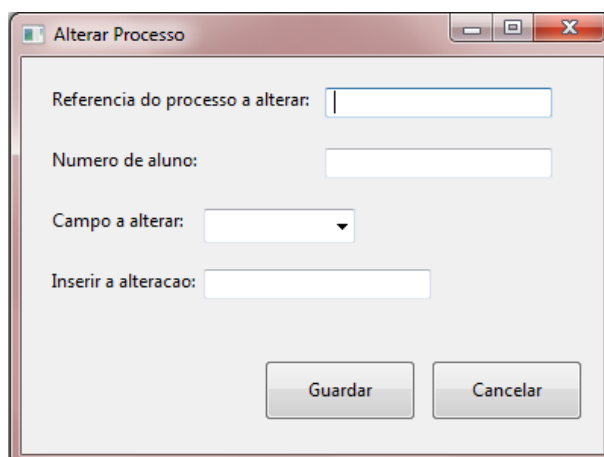 Alterar Processo
Referencia do processo a alterar:
Numero de aluno:
Campo a alterar:
Inserir a alteracao:
Guardar Cancelar